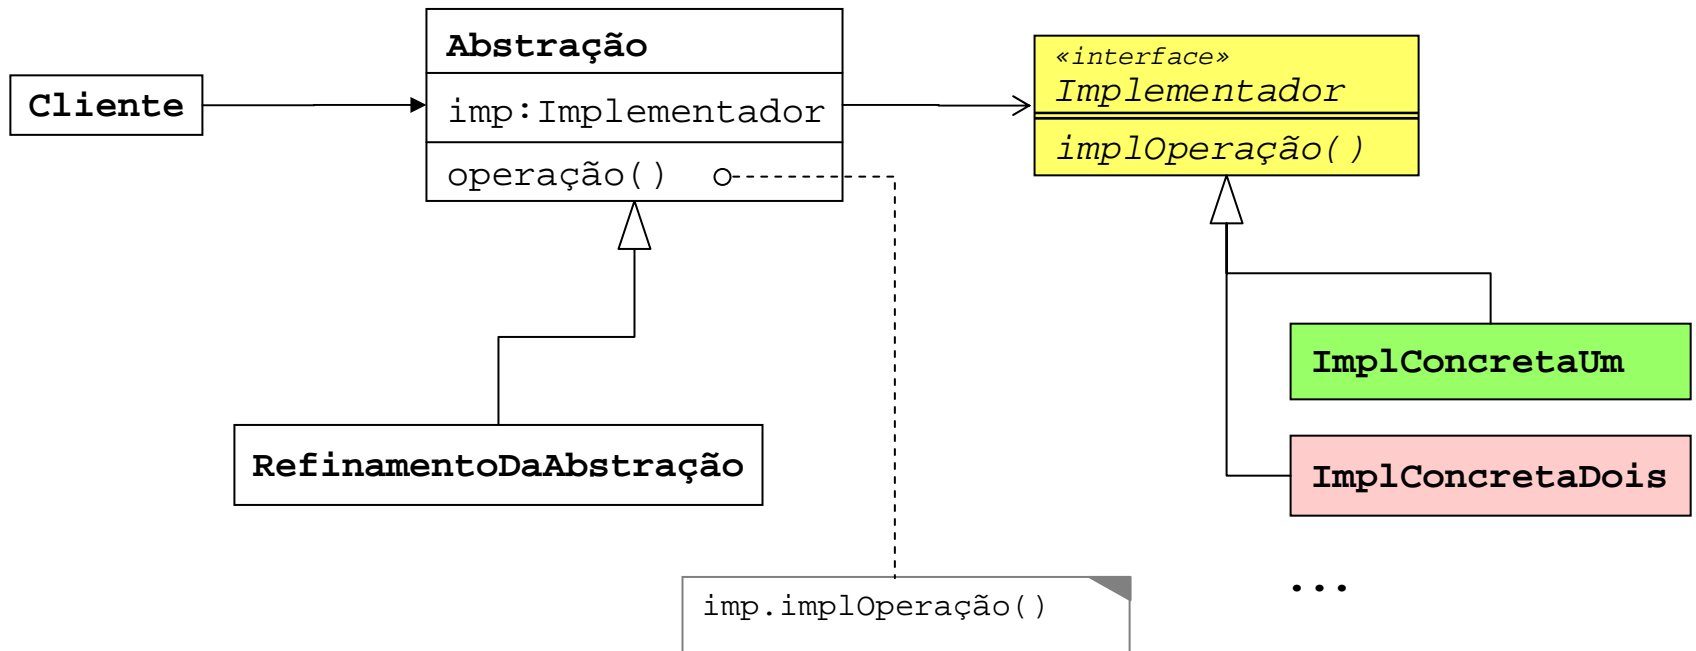 Cliente
Abstração
imp:Implementador
operação()
«interface»
Implementador
implOperação()
RefinamentoDaAbstração
ImplConcretaUm
ImplConcretaDois
...
imp.implOperação()